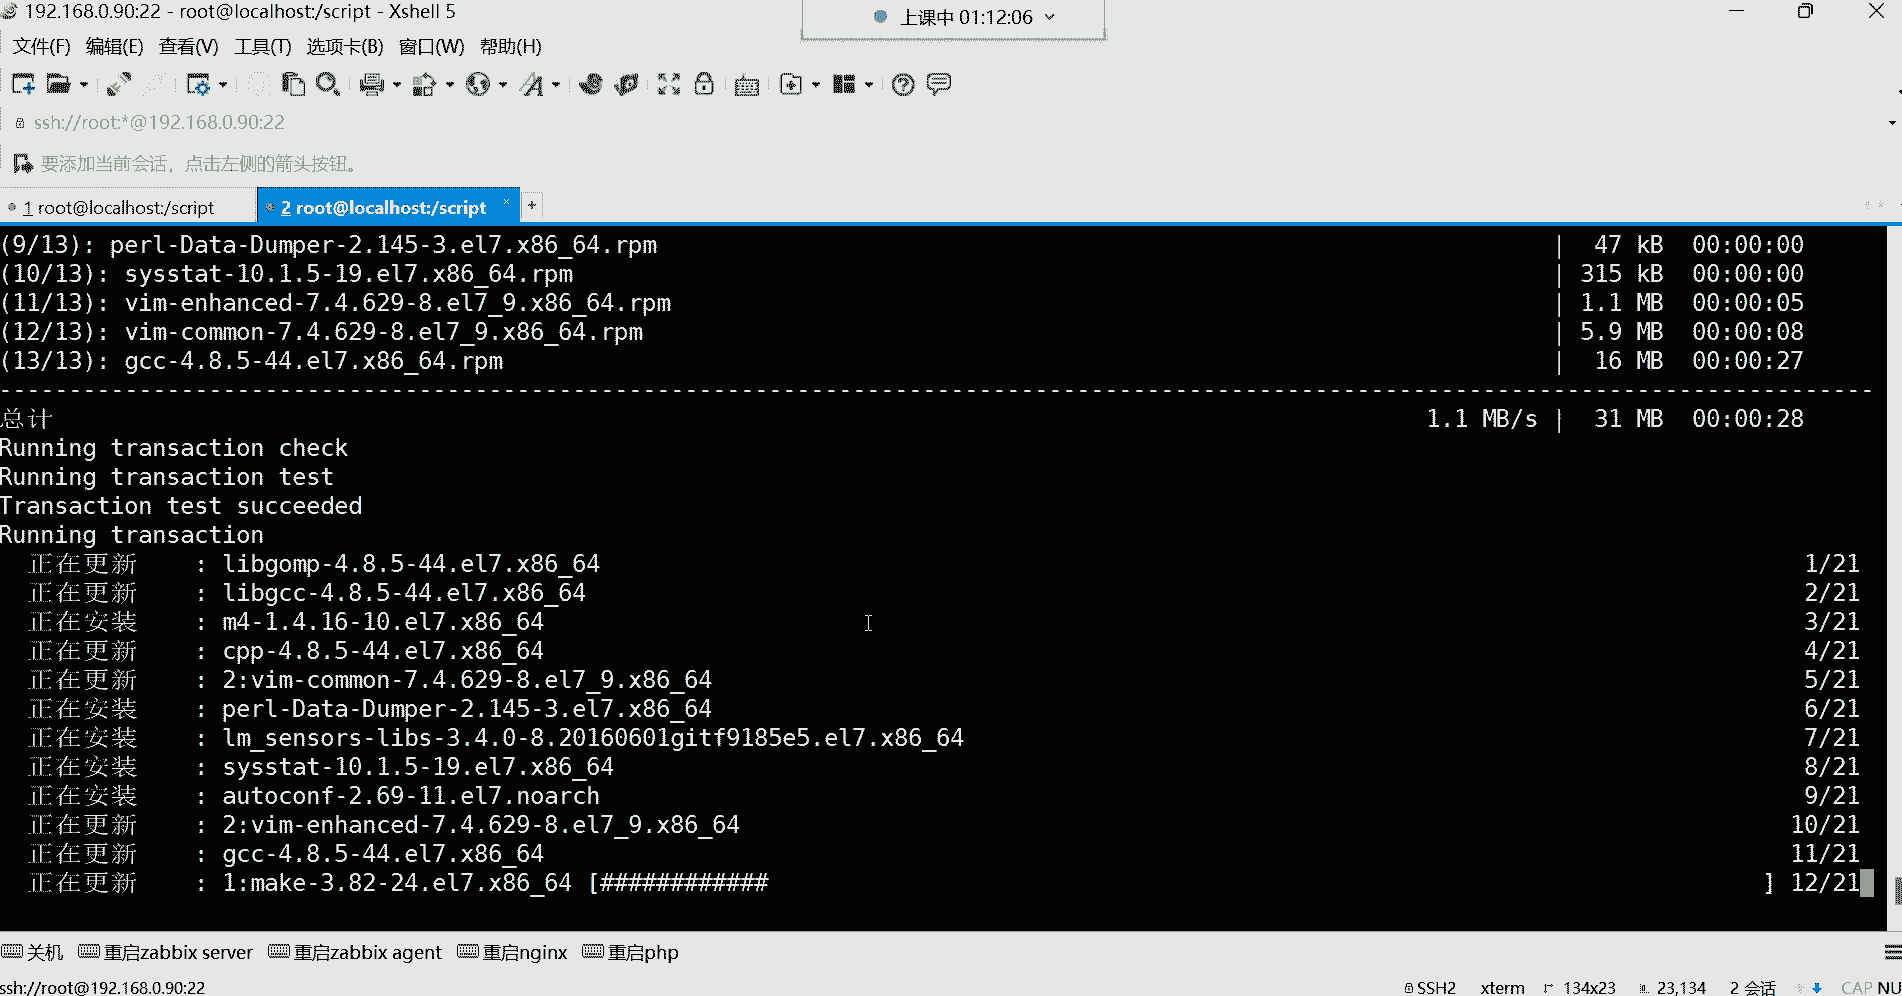 192.168.0.90:22 - root@localhost:/script - Xshell 5
上课中 01:12:06
文件(F) 编辑(E) 查看(V) 工具(T) 选项卡(B) 窗口(W) 帮助(H)
ssh://root:*@192.168.0.90:22
要添加当前会话，点击左侧的箭头按钮。
1 root@localhost:/script × 2 root@localhost:/script +
(9/13): perl-Data-Dumper-2.145-3.el7.x86_64.rpm | 47 kB 00:00:00
(10/13): sysstat-10.1.5-19.el7.x86_64.rpm | 315 kB 00:00:00
(11/13): vim-enhanced-7.4.629-8.el7_9.x86_64.rpm | 1.1 MB 00:00:05
(12/13): vim-common-7.4.629-8.el7_9.x86_64.rpm | 5.9 MB 00:00:08
(13/13): gcc-4.8.5-44.el7.x86_64.rpm | 16 MB 00:00:27
总计 1.1 MB/s | 31 MB 00:00:28
Running transaction check
Running transaction test
Transaction test succeeded
Running transaction
正在更新 : libgomp-4.8.5-44.el7.x86_64 1/21
正在更新 : libgcc-4.8.5-44.el7.x86_64 2/21
正在安装 : m4-1.4.16-10.el7.x86_64 3/21
正在更新 : cpp-4.8.5-44.el7.x86_64 4/21
正在更新 : 2:vim-common-7.4.629-8.el7_9.x86_64 5/21
正在安装 : perl-Data-Dumper-2.145-3.el7.x86_64 6/21
正在安装 : lm_sensors-libs-3.4.0-8.20160601gitf9185e5.el7.x86_64 7/21
正在安装 : sysstat-10.1.5-19.el7.x86_64 8/21
正在安装 : autoconf-2.69-11.el7.noarch 9/21
正在更新 : 2:vim-enhanced-7.4.629-8.el7_9.x86_64 10/21
正在更新 : gcc-4.8.5-44.el7.x86_64 11/21
正在更新 : 1:make-3.82-24.el7.x86_64 [############ ] 12/21
关机 重启zabbix server 重启zabbix agent 重启nginx 重启php
ssh://root@192.168.0.90:22 SSH2 xterm 134x23 23,134 2 会话 CAP NU